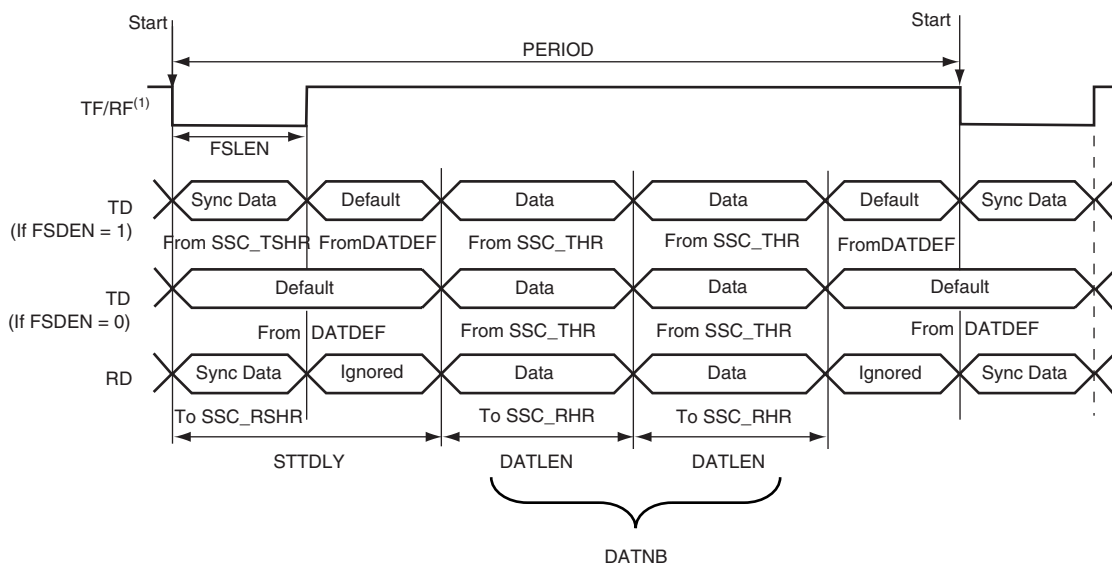 Start
Start
PERIOD
TF/RF(1)
FSLEN
TD
(If FSDEN = 1)
Sync Data
Default
Data
Data
Default
Sync Data
From SSC_TSHR
FromDATDEF
From SSC_THR
From SSC_THR
FromDATDEF
TD
(If FSDEN = 0)
Default
Data
Data
Default
From DATDEF
From SSC_THR
From SSC_THR
From DATDEF
RD
Sync Data
Ignored
Data
Data
Ignored
Sync Data
To SSC_RSHR
To SSC_RHR
To SSC_RHR
STTDLY
DATLEN
DATLEN
DATNB